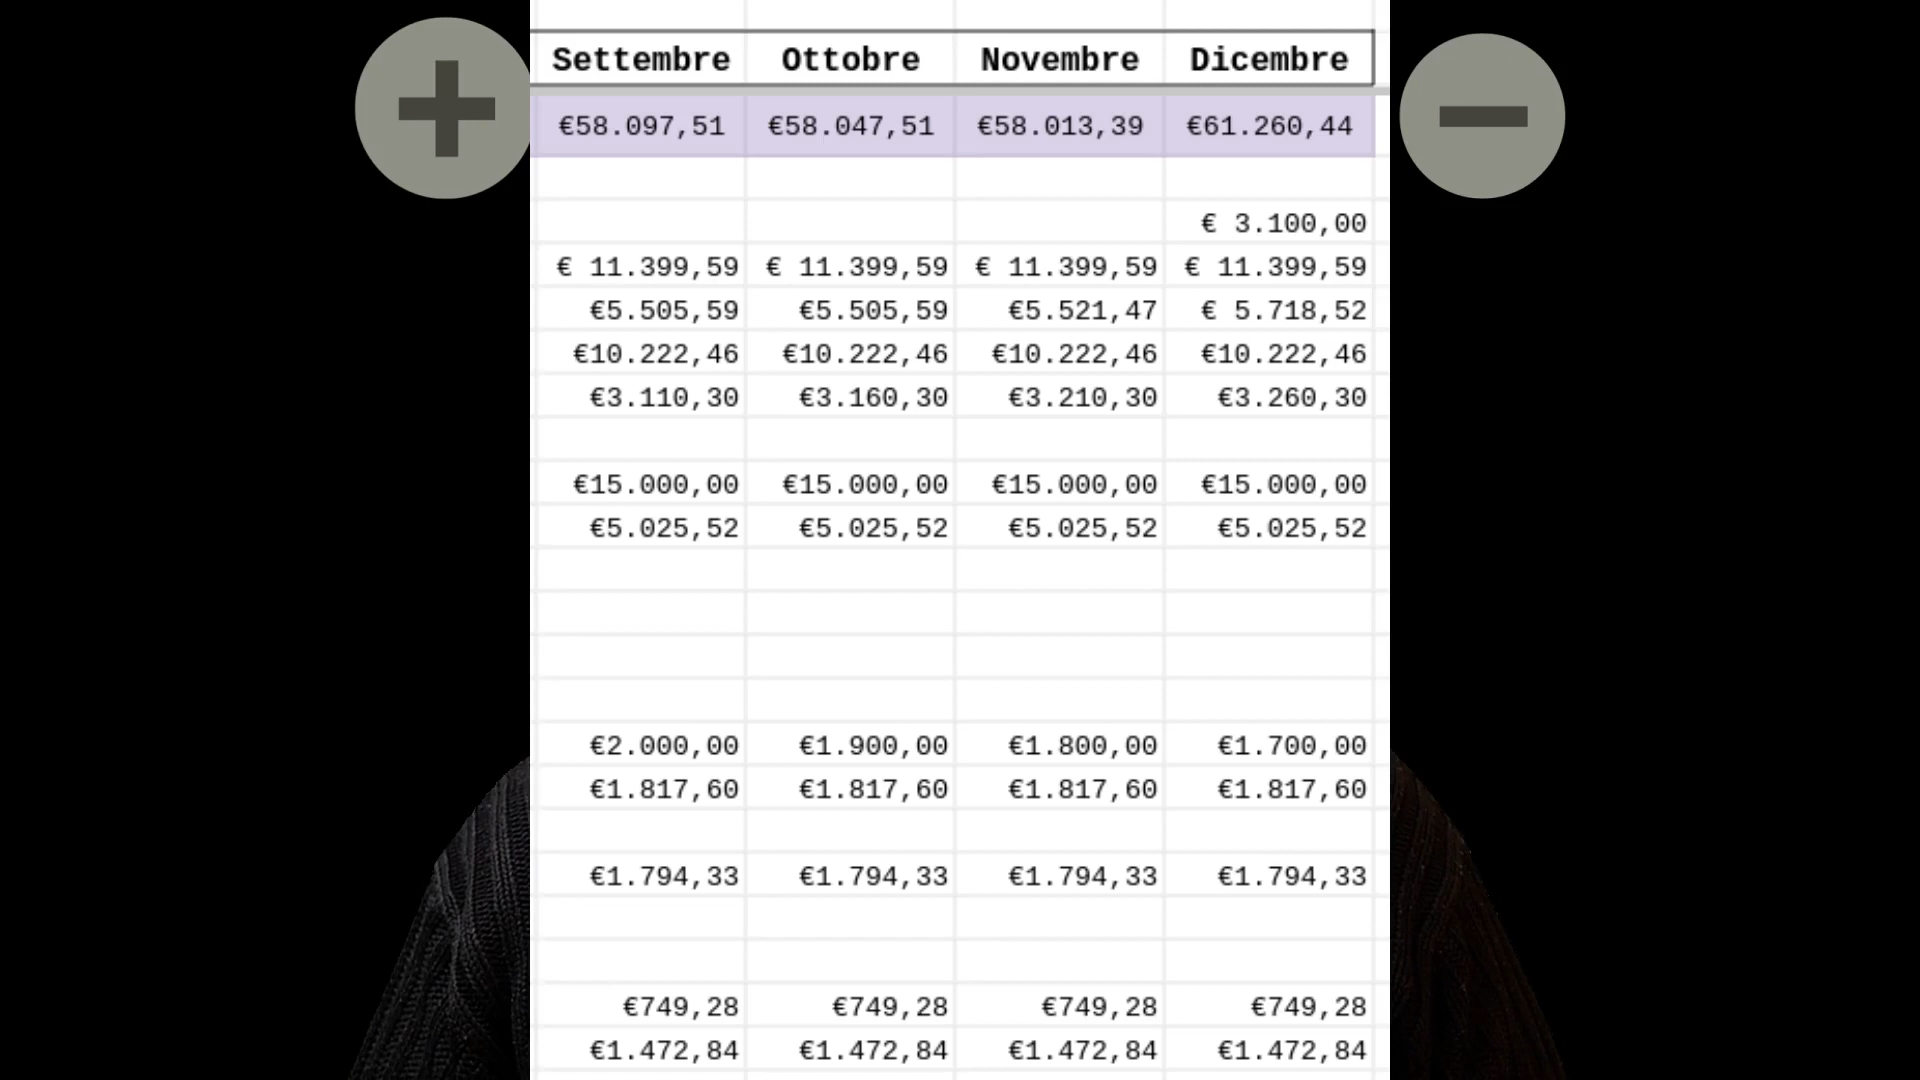 Settembre Ottobre Novembre Dicembre
€58.097,51 €58.047,51 €58.013,39 €61.260,44
€ 3.100,00
€ 11.399,59 € 11.399,59 € 11.399,59 € 11.399,59
€5.505,59 €5.505,59 €5.521,47 € 5.718,52
€10.222,46 €10.222,46 €10.222,46 €10.222,46
€3.110,30 €3.160,30 €3.210,30 €3.260,30
€15.000,00 €15.000,00 €15.000,00 €15.000,00
€5.025,52 €5.025,52 €5.025,52 €5.025,52
€2.000,00 €1.900,00 €1.800,00 €1.700,00
€1.817,60 €1.817,60 €1.817,60 €1.817,60
€1.794,33 €1.794,33 €1.794,33 €1.794,33
€749,28 €749,28 €749,28 €749,28
€1.472,84 €1.472,84 €1.472,84 €1.472,84